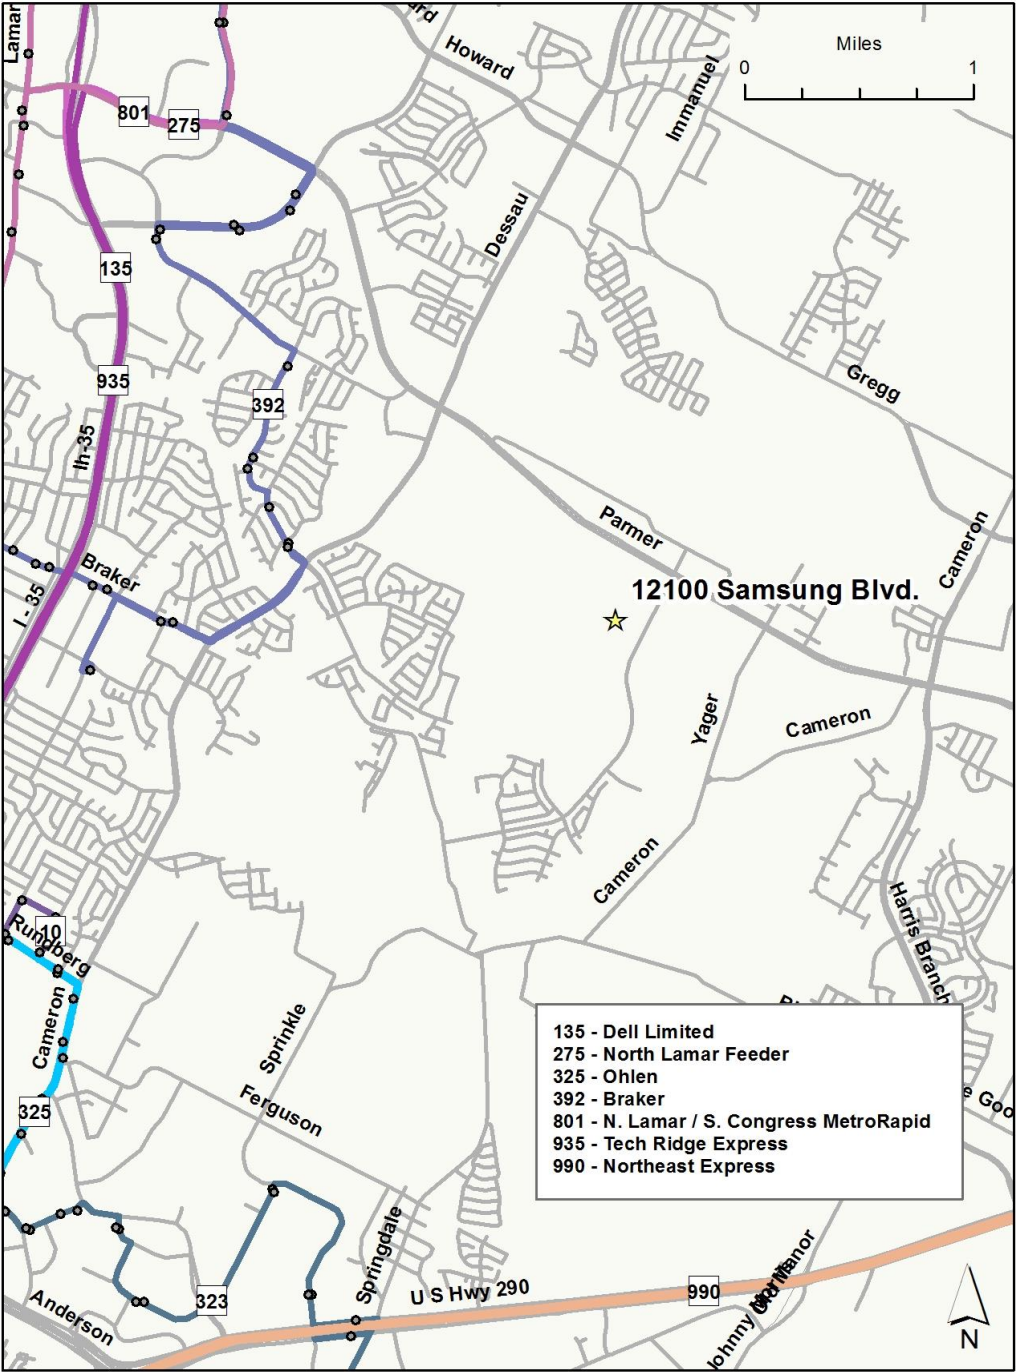 Lamar
Howard
Immanuel
Miles
0 1
801
275
Dessau
135
935
392
Gregg
Ih-35
Parmer
Cameron
Braker
I - 35
12100 Samsung Blvd.
Yager
Cameron
Cameron
Harris Branch
10
Rundberg
Cameron
Sprinkle
325
Ferguson
135 - Dell Limited
275 - North Lamar Feeder
325 - Ohlen
392 - Braker
801 - N. Lamar / S. Congress MetroRapid
935 - Tech Ridge Express
990 - Northeast Express
Springdale
323
U S Hwy 290
990
Anderson
Manor
Johnny
N